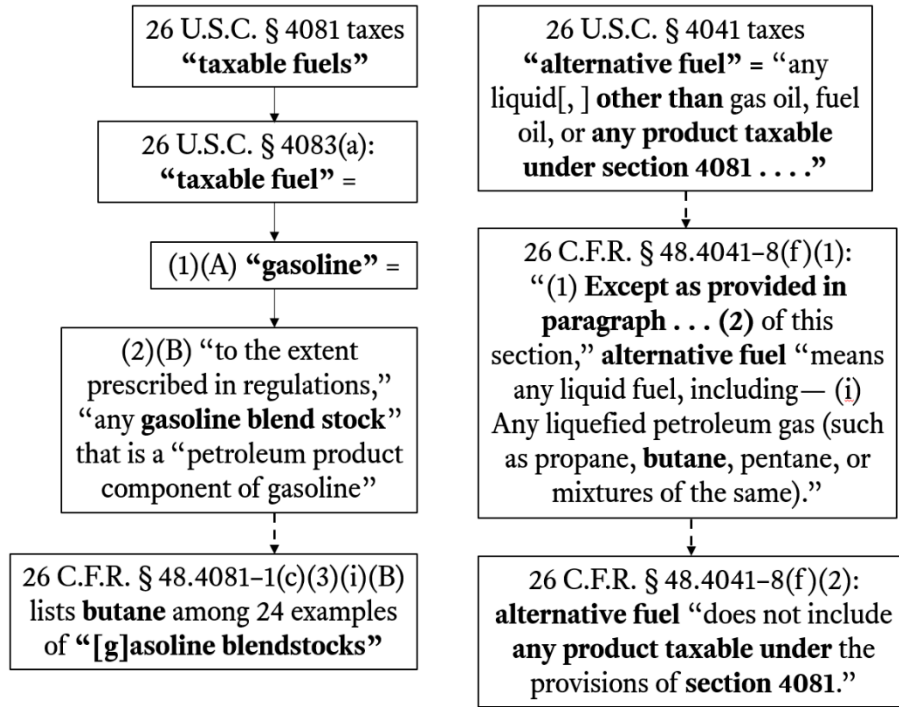 26 U.S.C. § 4081 taxes
“taxable fuels”
26 U.S.C. § 4083(a):
“taxable fuel” =
(1)(A) “gasoline” =
(2)(B) “to the extent
prescribed in regulations,”
“any gasoline blend stock”
that is a “petroleum product
component of gasoline”
26 C.F.R. § 48.4081–1(c)(3)(i)(B)
lists butane among 24 examples
of “[g]asoline blendstocks”
26 U.S.C. § 4041 taxes
“alternative fuel” = “any
liquid[, ] other than gas oil, fuel
oil, or any product taxable
under section 4081 . . . .”
26 C.F.R. § 48.4041–8(f)(1):
“(1) Except as provided in
paragraph . . . (2) of this
section,” alternative fuel “means
any liquid fuel, including— (i)
Any liquefied petroleum gas (such
as propane, butane, pentane, or
mixtures of the same).”
26 C.F.R. § 48.4041–8(f)(2):
alternative fuel “does not include
any product taxable under the
provisions of section 4081.”